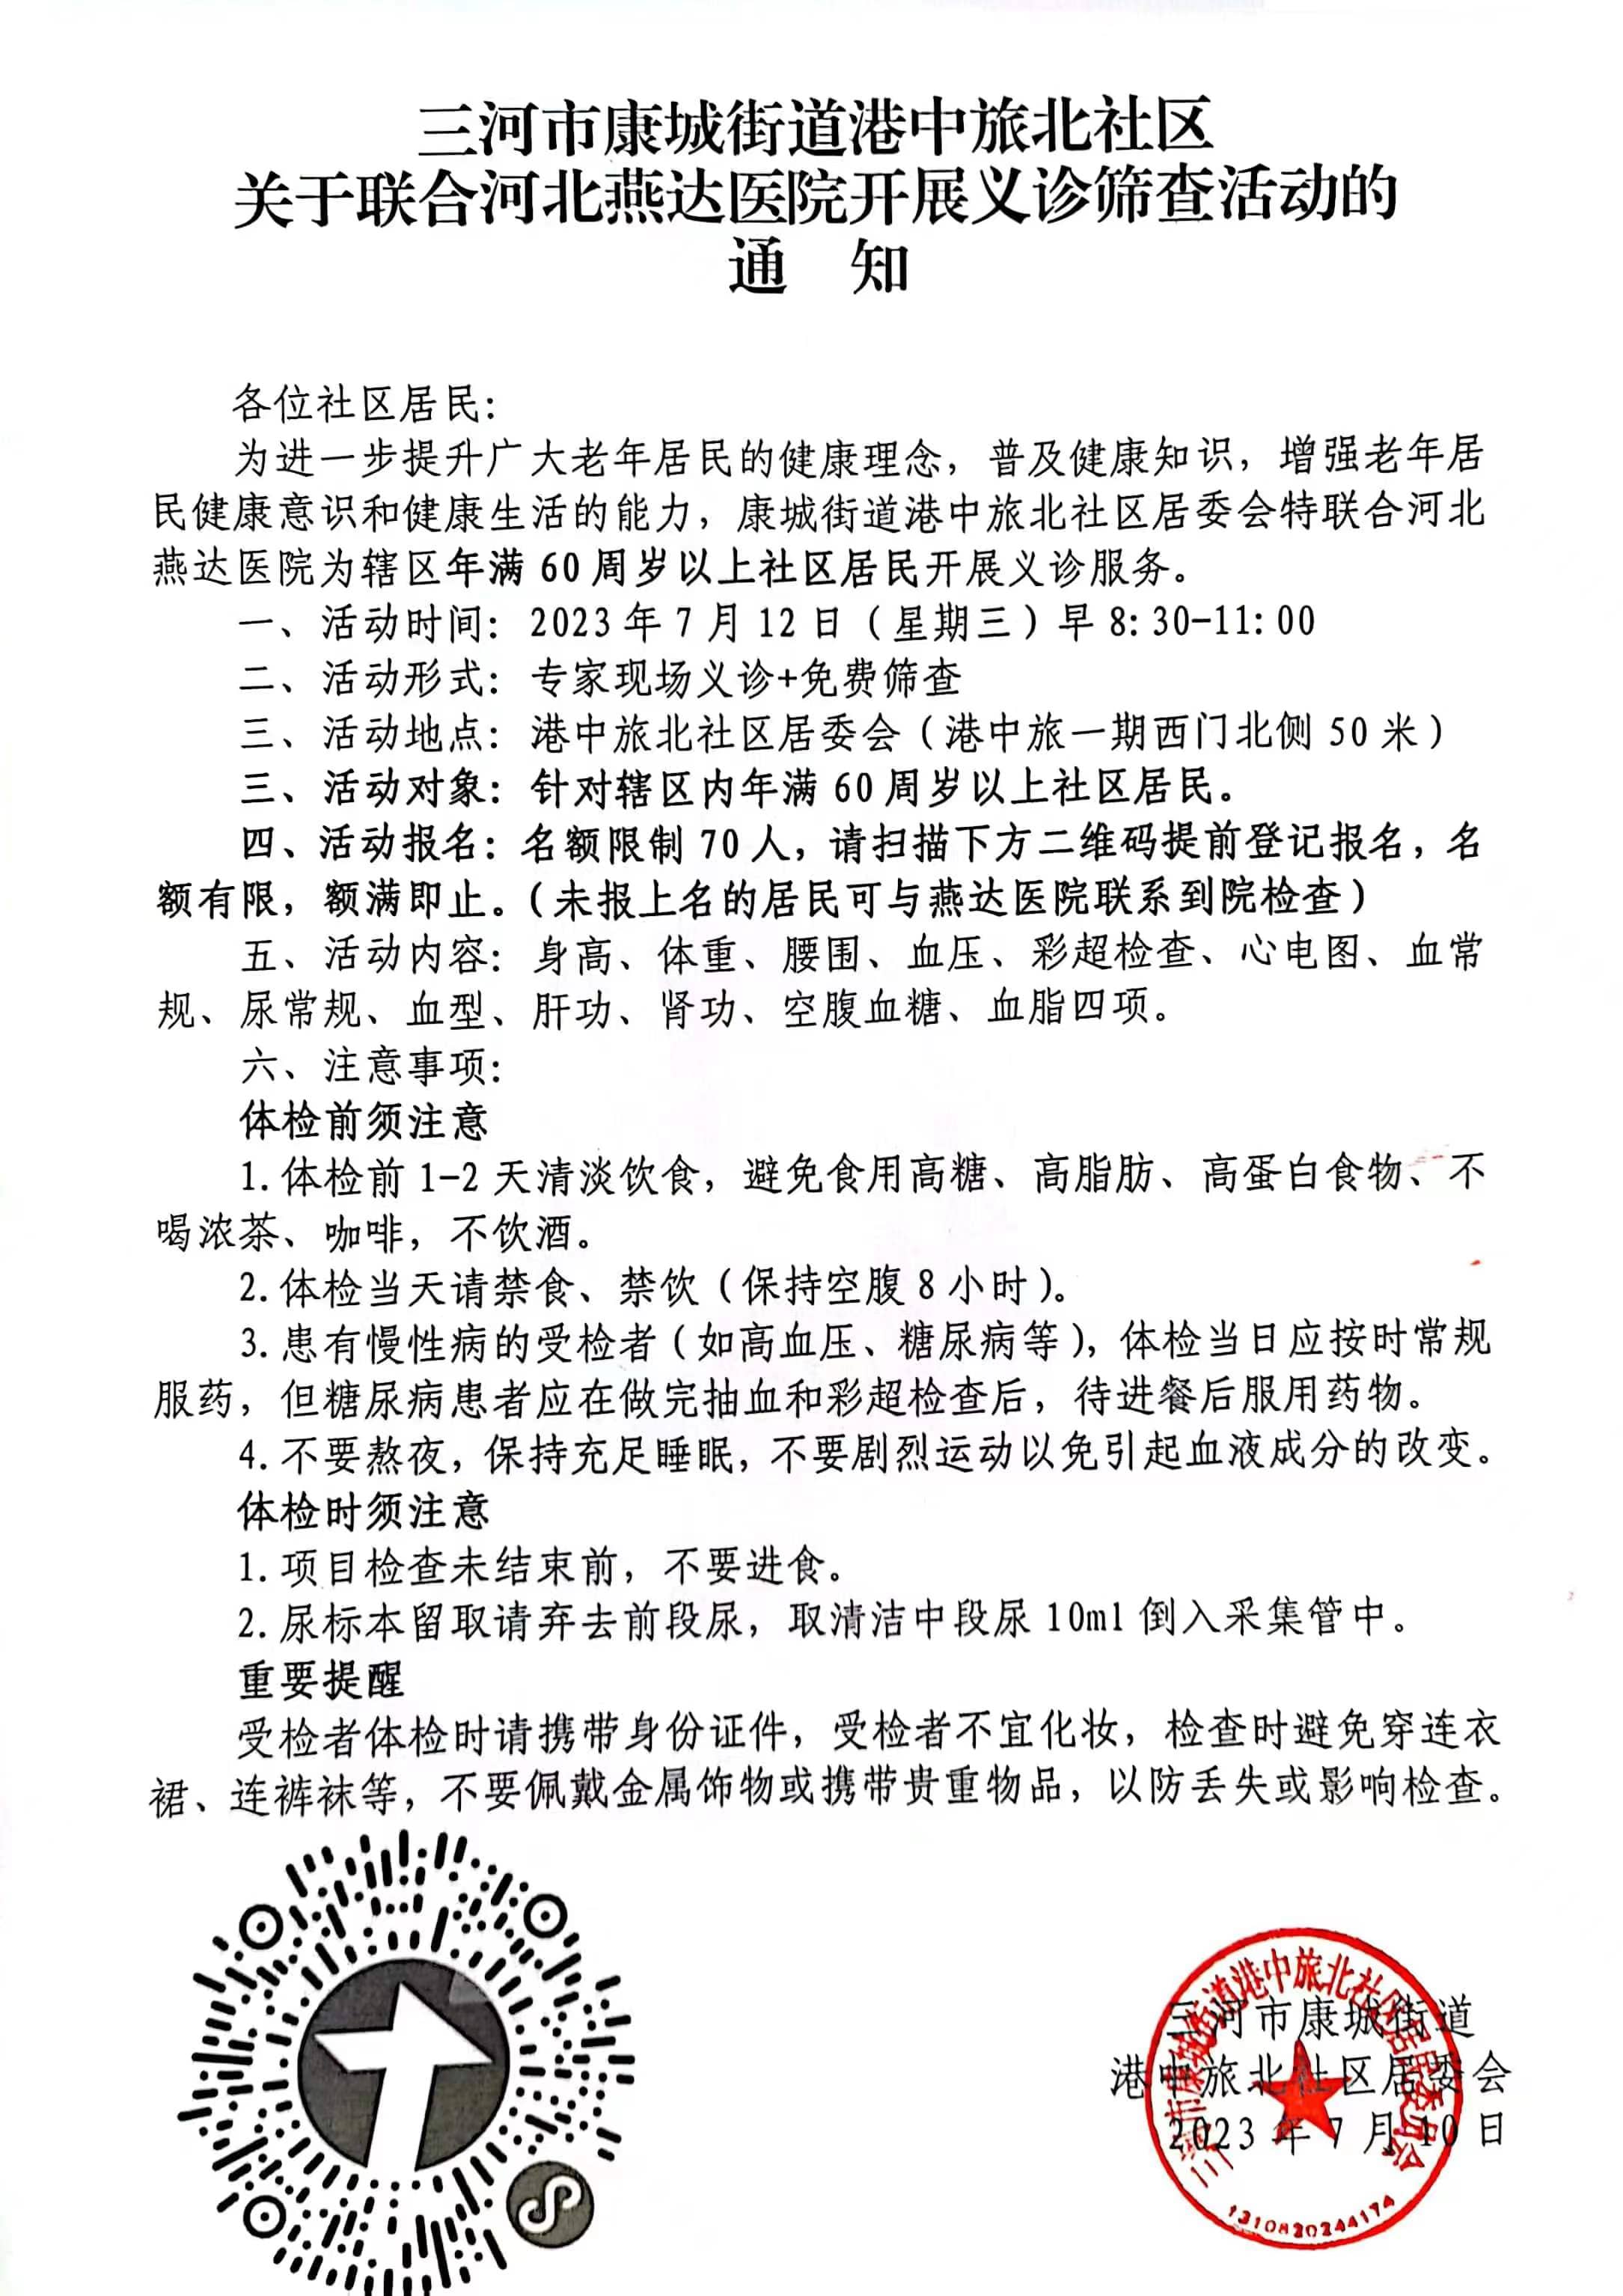 三河市康城街道港中旅北社区
关于联合河北燕达医院开展义诊筛查活动的
通 知
各位社区居民：
为进一步提升广大老年居民的健康理念，普及健康知识，增强老年居
民健康意识和健康生活的能力，康城街道港中旅北社区居委会特联合河北
燕达医院为辖区年满 60 周岁以上社区居民开展义诊服务。
一、活动时间：2023 年 7 月 12 日（星期三）早 8：30-11：00
二、活动形式：专家现场义诊+免费筛查
三、活动地点：港中旅北社区居委会（港中旅一期西门北侧 50 米）
三、活动对象：针对辖区内年满 60 周岁以上社区居民。
四、活动报名：名额限制 70 人，请扫描下方二维码提前登记报名，名
额有限，额满即止。（未报上名的居民可与燕达医院联系到院检查）
五、活动内容：身高、体重、腰围、血压、彩超检查、心电图、血常
规、尿常规、血型、肝功、肾功、空腹血糖、血脂四项。
六、注意事项：
体检前须注意
1.体检前 1-2 天清淡饮食，避免食用高糖、高脂肪、高蛋白食物、不
喝浓茶、咖啡，不饮酒。
2.体检当天请禁食、禁饮（保持空腹 8 小时）。
3.患有慢性病的受检者（如高血压、糖尿病等），体检当日应按时常规
服药，但糖尿病患者应在做完抽血和彩超检查后，待进餐后服用药物。
4.不要熬夜，保持充足睡眠，不要剧烈运动以免引起血液成分的改变。
体检时须注意
1.项目检查未结束前，不要进食。
2.尿标本留取请弃去前段尿，取清洁中段尿 10ml 倒入采集管中。
重要提醒
受检者体检时请携带身份证件，受检者不宜化妆，检查时避免穿连衣
裙、连裤袜等，不要佩戴金属饰物或携带贵重物品，以防丢失或影响检查。
三河市康城街道
港中旅北社区居委会
2023 年 7 月 10 日
三河市康城街道港中旅北社区居民委员会
1310820244174